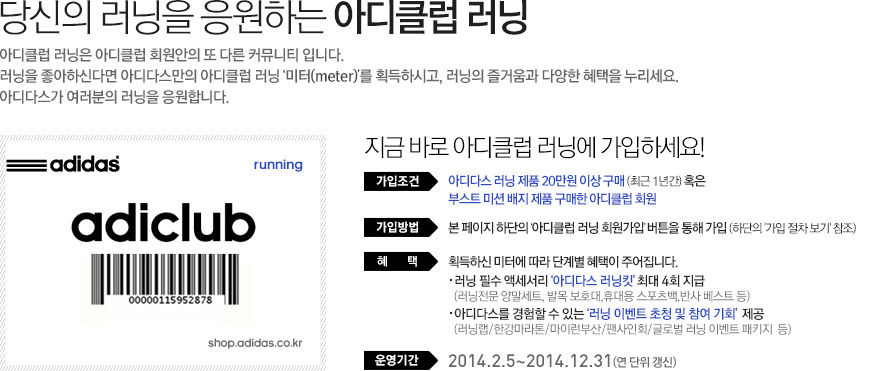 당신의 러닝을 응원하는 아디클럽 러닝
아디클럽 러닝은 아디클럽 회원안의 또 다른 커뮤니티 입니다.
러닝을 좋아하신다면 아디다스만의 아디클럽 러닝 '미터(meter)'를 획득하시고, 러닝의 즐거움과 다양한 혜택을 누리세요.
아디다스가 여러분의 러닝을 응원합니다.
adidas running
adiclub
00000115952878
shop.adidas.co.kr
지금 바로 아디클럽 러닝에 가입하세요!
가입조건 아디다스 러닝 제품 20만원 이상 구매 (최근 1년간) 혹은
부스트 미션 배지 제품 구매한 아디클럽 회원
가입방법 본 페이지 하단의 '아디클럽 러닝 회원가입' 버튼을 통해 가입 (하단의 '가입 절차 보기' 참조)
혜 택 획득하신 미터에 따라 단계별 혜택이 주어집니다.
· 러닝 필수 액세서리 '아디다스 러닝킷' 최대 4회 지급
(러닝전문 양말세트, 발목 보호대,휴대용 스포츠백,반사 베스트 등)
· 아디다스를 경험할 수 있는 '러닝 이벤트 초청 및 참여 기회' 제공
(러닝랩/한강마라톤/마이런부산/팬사인회/글로벌 러닝 이벤트 패키지 등)
운영기간 2014.2.5~2014.12.31(연 단위 갱신)